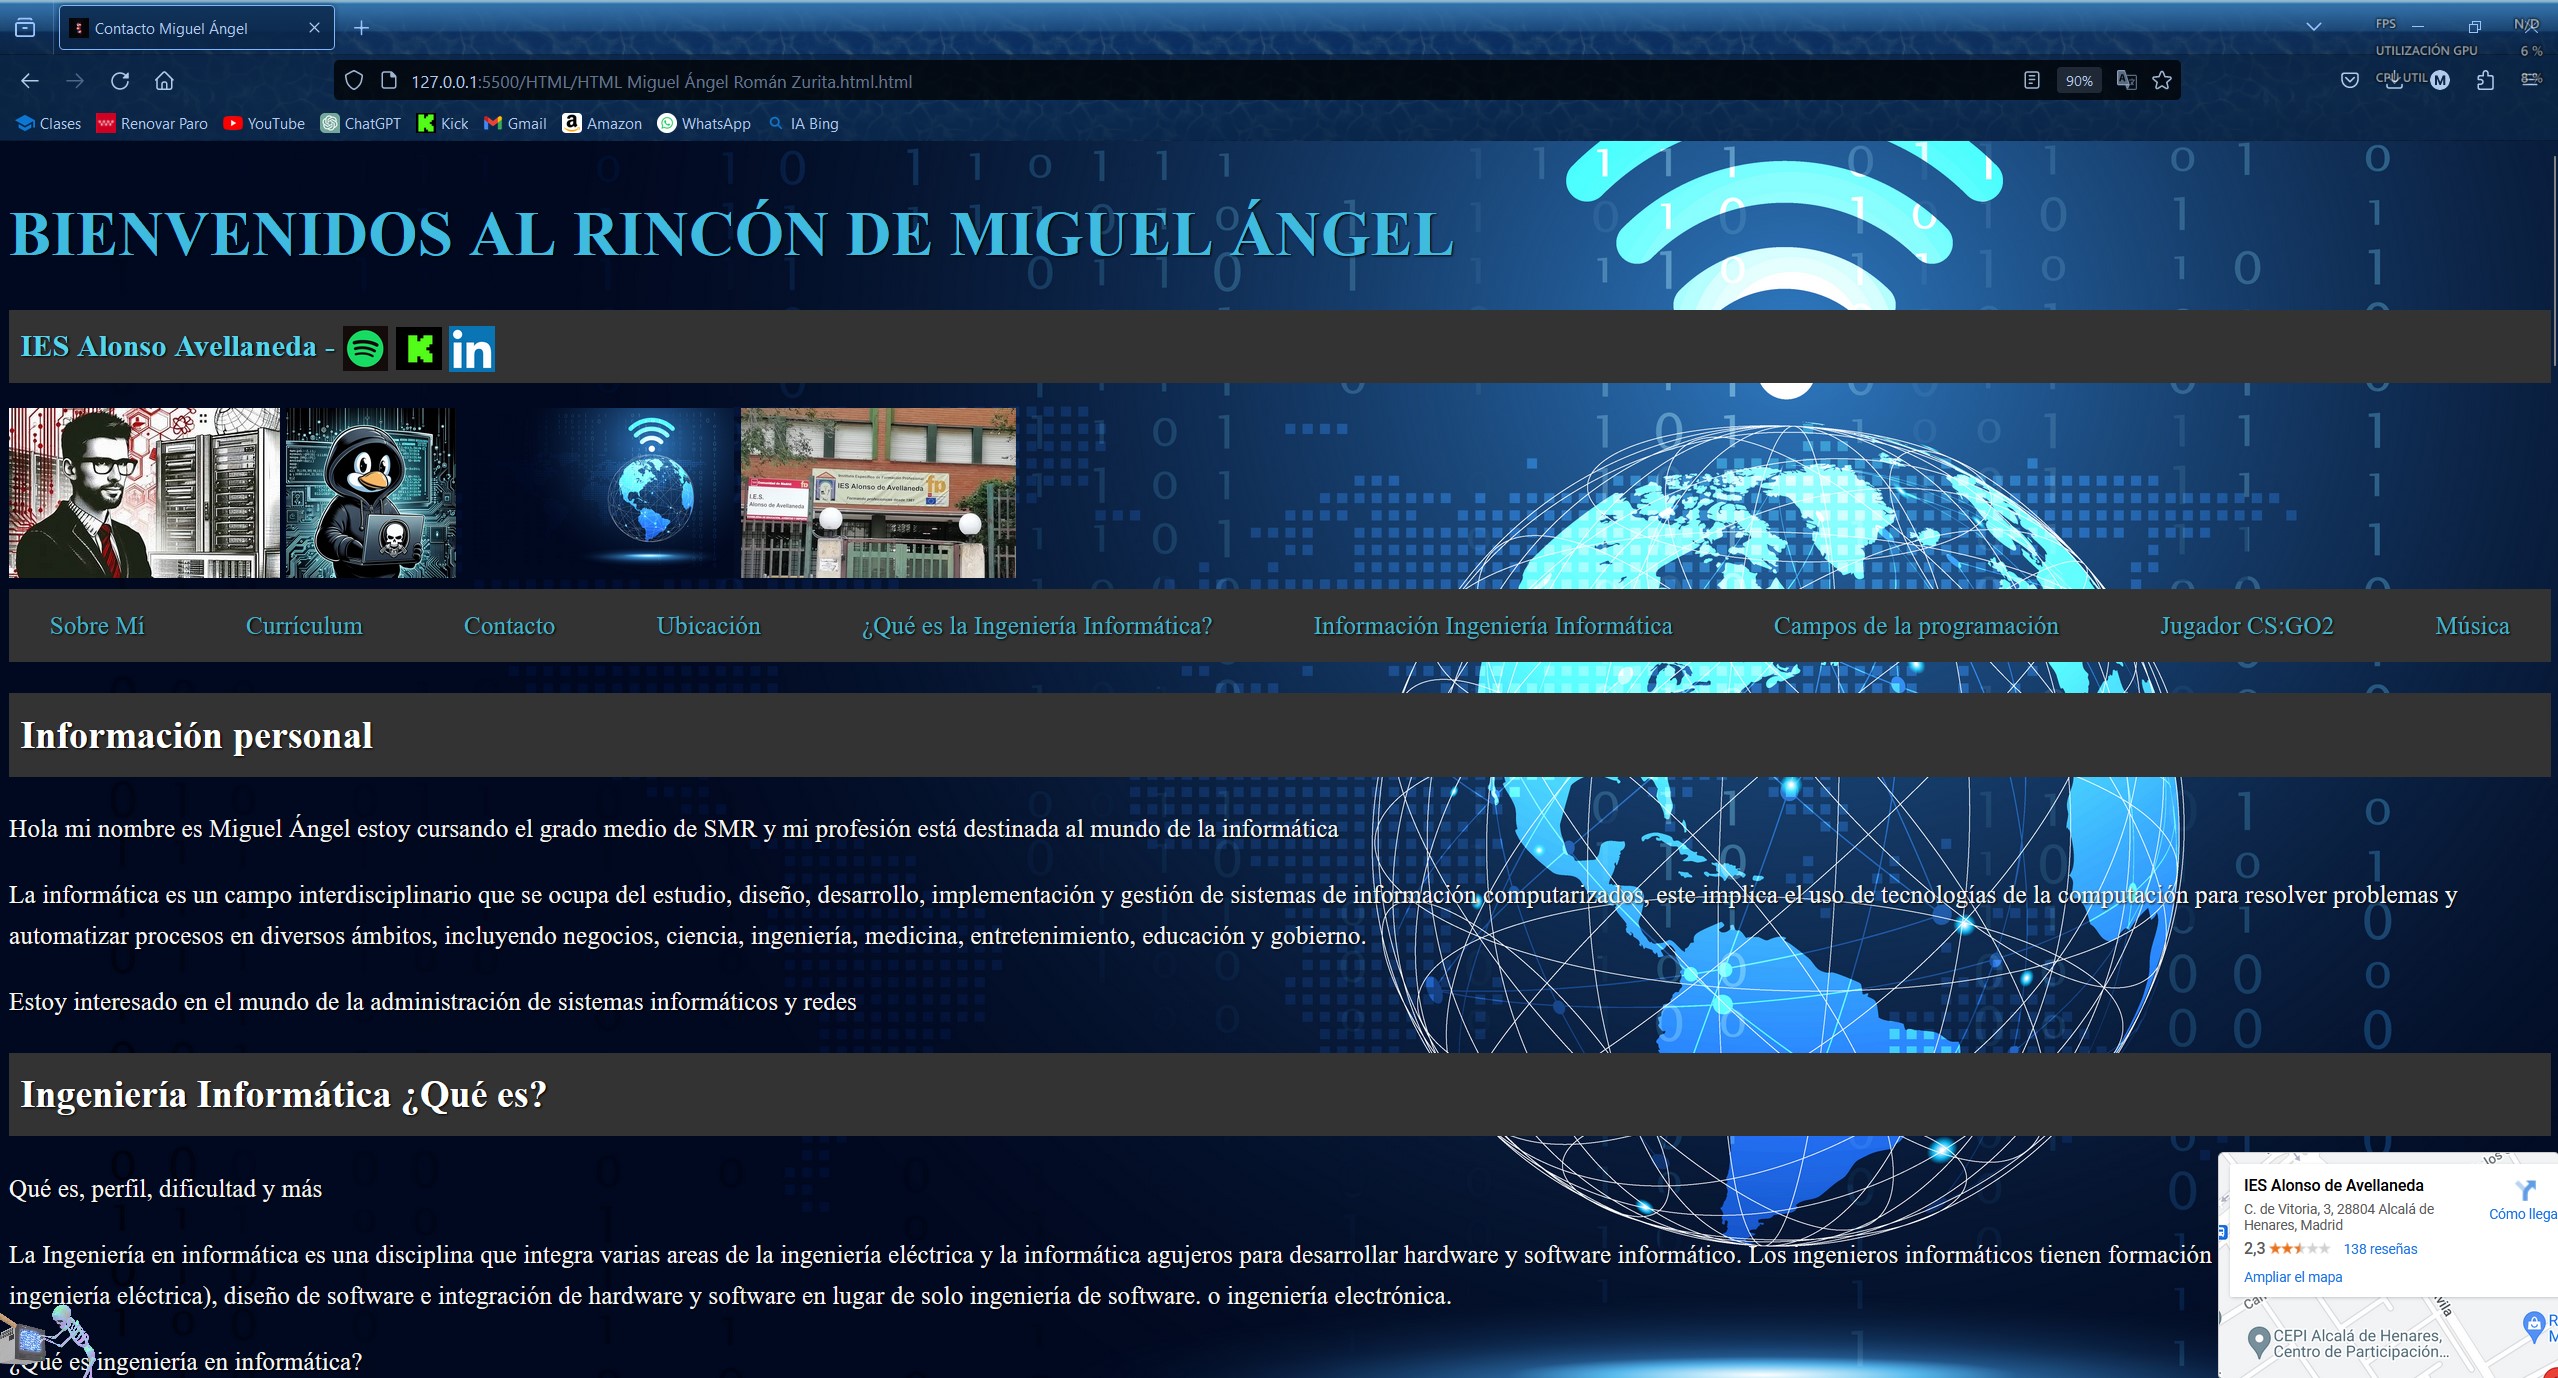 Contacto Miguel Ángel
FPS N/D
UTILIZACIÓN GPU 6 %
CPU UTIL 8 %
127.0.0.1:5500/HTML/HTML Miguel Ángel Román Zurita.html.html
90%
M
Clases Renovar Paro YouTube ChatGPT Kick Gmail Amazon WhatsApp IA Bing
BIENVENIDOS AL RINCÓN DE MIGUEL ÁNGEL
IES Alonso Avellaneda -
I.E.S.
Alonso de Avellaneda
IES Alonso de Avellaneda
Sobre Mí Currículum Contacto Ubicación ¿Qué es la Ingeniería Informática? Información Ingeniería Informática Campos de la programación Jugador CS:GO2 Música
Información personal
Hola mi nombre es Miguel Ángel estoy cursando el grado medio de SMR y mi profesión está destinada al mundo de la informática
La informática es un campo interdisciplinario que se ocupa del estudio, diseño, desarrollo, implementación y gestión de sistemas de información computarizados, este implica el uso de tecnologías de la computación para resolver problemas y
automatizar procesos en diversos ámbitos, incluyendo negocios, ciencia, ingeniería, medicina, entretenimiento, educación y gobierno.
Estoy interesado en el mundo de la administración de sistemas informáticos y redes
Ingeniería Informática ¿Qué es?
Qué es, perfil, dificultad y más
La Ingeniería en informática es una disciplina que integra varias areas de la ingeniería eléctrica y la informática agujeros para desarrollar hardware y software informático. Los ingenieros informáticos tienen formación
ingeniería eléctrica), diseño de software e integración de hardware y software en lugar de solo ingeniería de software. o ingeniería electrónica.
¿Qué es ingeniería en informática?
IES Alonso de Avellaneda
C. de Vitoria, 3, 28804 Alcalá de
Henares, Madrid
Cómo llega
2,3 138 reseñas
Ampliar el mapa
CEPI Alcalá de Henares,
Centro de Participación...